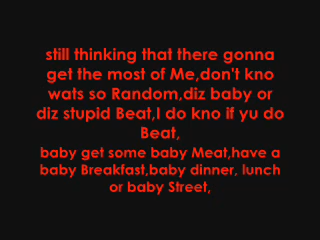 still thinking that there gonna
get the most of Me,don't kno
wats so Random,diz baby or
diz stupid Beat,I do kno if yu do
Beat,
baby get some baby Meat,have a
baby Breakfast,baby dinner, lunch
or baby Street,